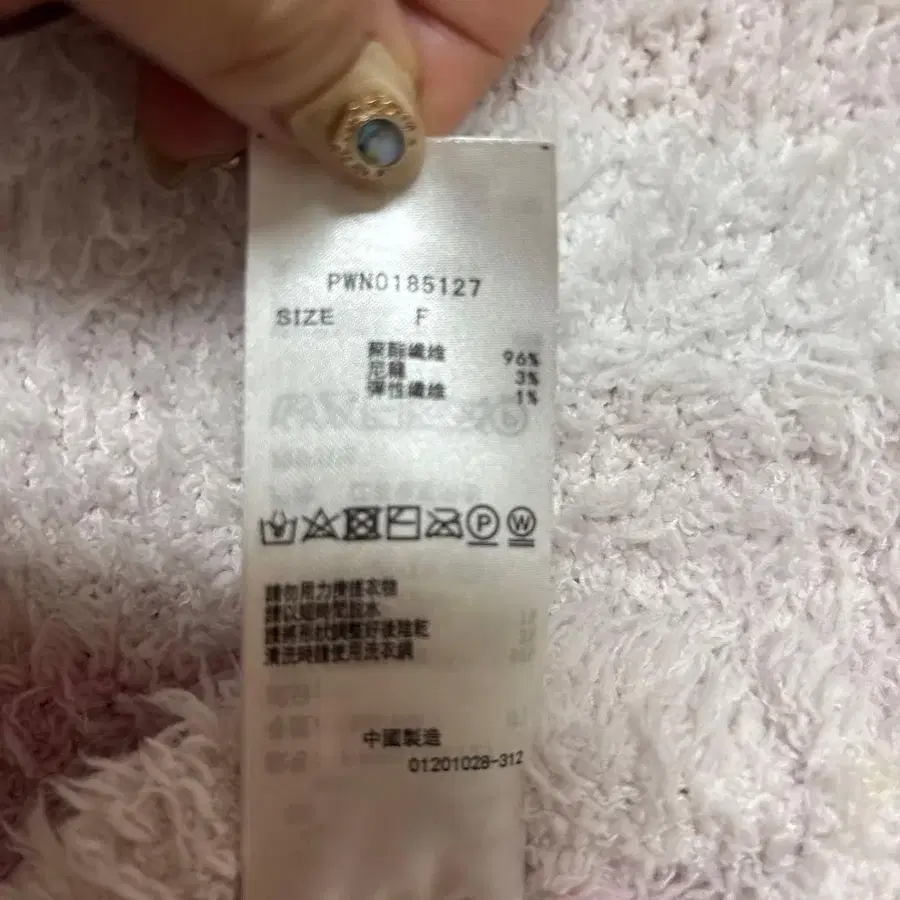 PWN0185127
SIZE F
聚酯纖維 96%
尼龍 3%
彈性纖維 1%
P W
請勿用力擰搓衣物
請以短時間脫水
請將形狀調整好後陰乾
清洗時請使用洗衣網
中國製造
01201028-312